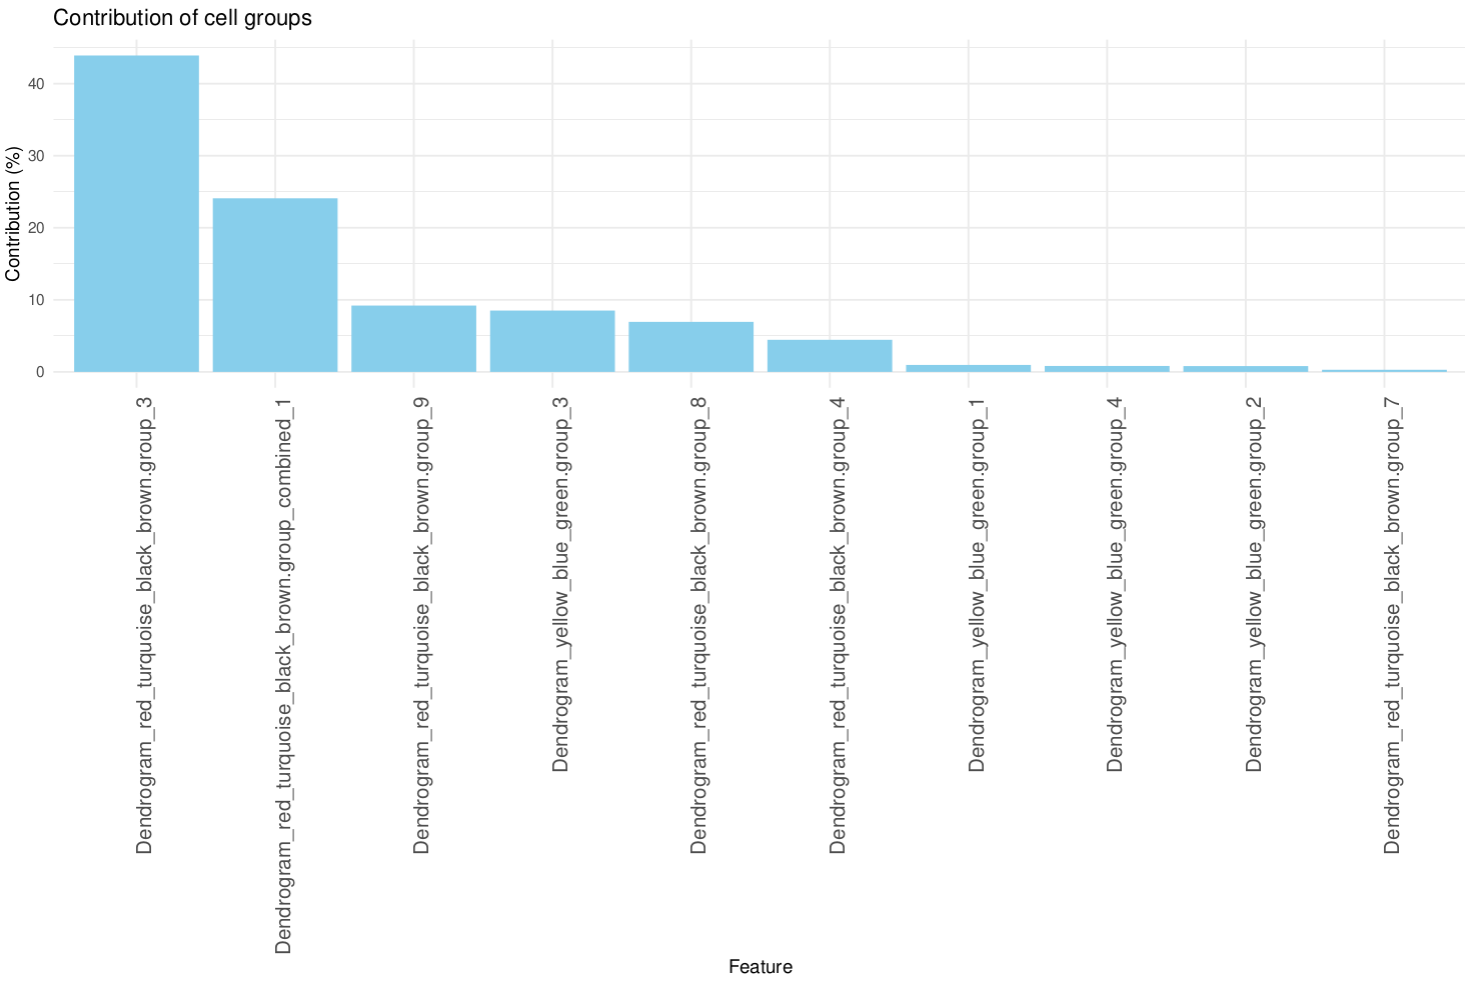 Contribution of cell groups
Contribution (%)
40
30
20
10
0
Dendrogram_red_turquoise_black_brown.group_3
Dendrogram_red_turquoise_black_brown.group_combined_1
Dendrogram_red_turquoise_black_brown.group_9
Dendrogram_yellow_blue_green.group_3
Dendrogram_red_turquoise_black_brown.group_8
Dendrogram_red_turquoise_black_brown.group_4
Dendrogram_yellow_blue_green.group_1
Dendrogram_yellow_blue_green.group_4
Dendrogram_yellow_blue_green.group_2
Dendrogram_red_turquoise_black_brown.group_7
Feature